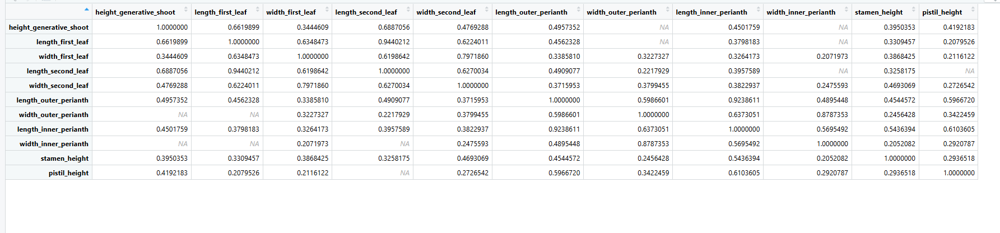 height_generative_shoot length_first_leaf width_first_leaf length_second_leaf width_second_leaf length_outer_perianth width_outer_perianth length_inner_perianth width_inner_perianth stamen_height pistil_height
height_generative_shoot 1.0000000 0.6619899 0.3444609 0.6887056 0.4769288 0.4957352 NA 0.4501759 NA 0.3950353 0.4192183
length_first_leaf 0.6619899 1.0000000 0.6348473 0.9440212 0.6224011 0.4562328 NA 0.3798183 NA 0.3309457 0.2079526
width_first_leaf 0.3444609 0.6348473 1.0000000 0.6198642 0.7971860 0.3385810 0.3227327 0.3264173 0.2071973 0.3868425 0.2116122
length_second_leaf 0.6887056 0.9440212 0.6198642 1.0000000 0.6270034 0.4909077 0.2217929 0.3957589 NA 0.3258175 NA
width_second_leaf 0.4769288 0.6224011 0.7971860 0.6270034 1.0000000 0.3715953 0.3799455 0.3822937 0.2475593 0.4693069 0.2726542
length_outer_perianth 0.4957352 0.4562328 0.3385810 0.4909077 0.3715953 1.0000000 0.5986601 0.9238611 0.4895448 0.4544572 0.5966720
width_outer_perianth NA NA 0.3227327 0.2217929 0.3799455 0.5986601 1.0000000 0.6373051 0.8787353 0.2456428 0.3422459
length_inner_perianth 0.4501759 0.3798183 0.3264173 0.3957589 0.3822937 0.9238611 0.6373051 1.0000000 0.5695492 0.5436394 0.6103605
width_inner_perianth NA NA 0.2071973 NA 0.2475593 0.4895448 0.8787353 0.5695492 1.0000000 0.2052082 0.2920787
stamen_height 0.3950353 0.3309457 0.3868425 0.3258175 0.4693069 0.4544572 0.2456428 0.5436394 0.2052082 1.0000000 0.2936518
pistil_height 0.4192183 0.2079526 0.2116122 NA 0.2726542 0.5966720 0.3422459 0.6103605 0.2920787 0.2936518 1.0000000